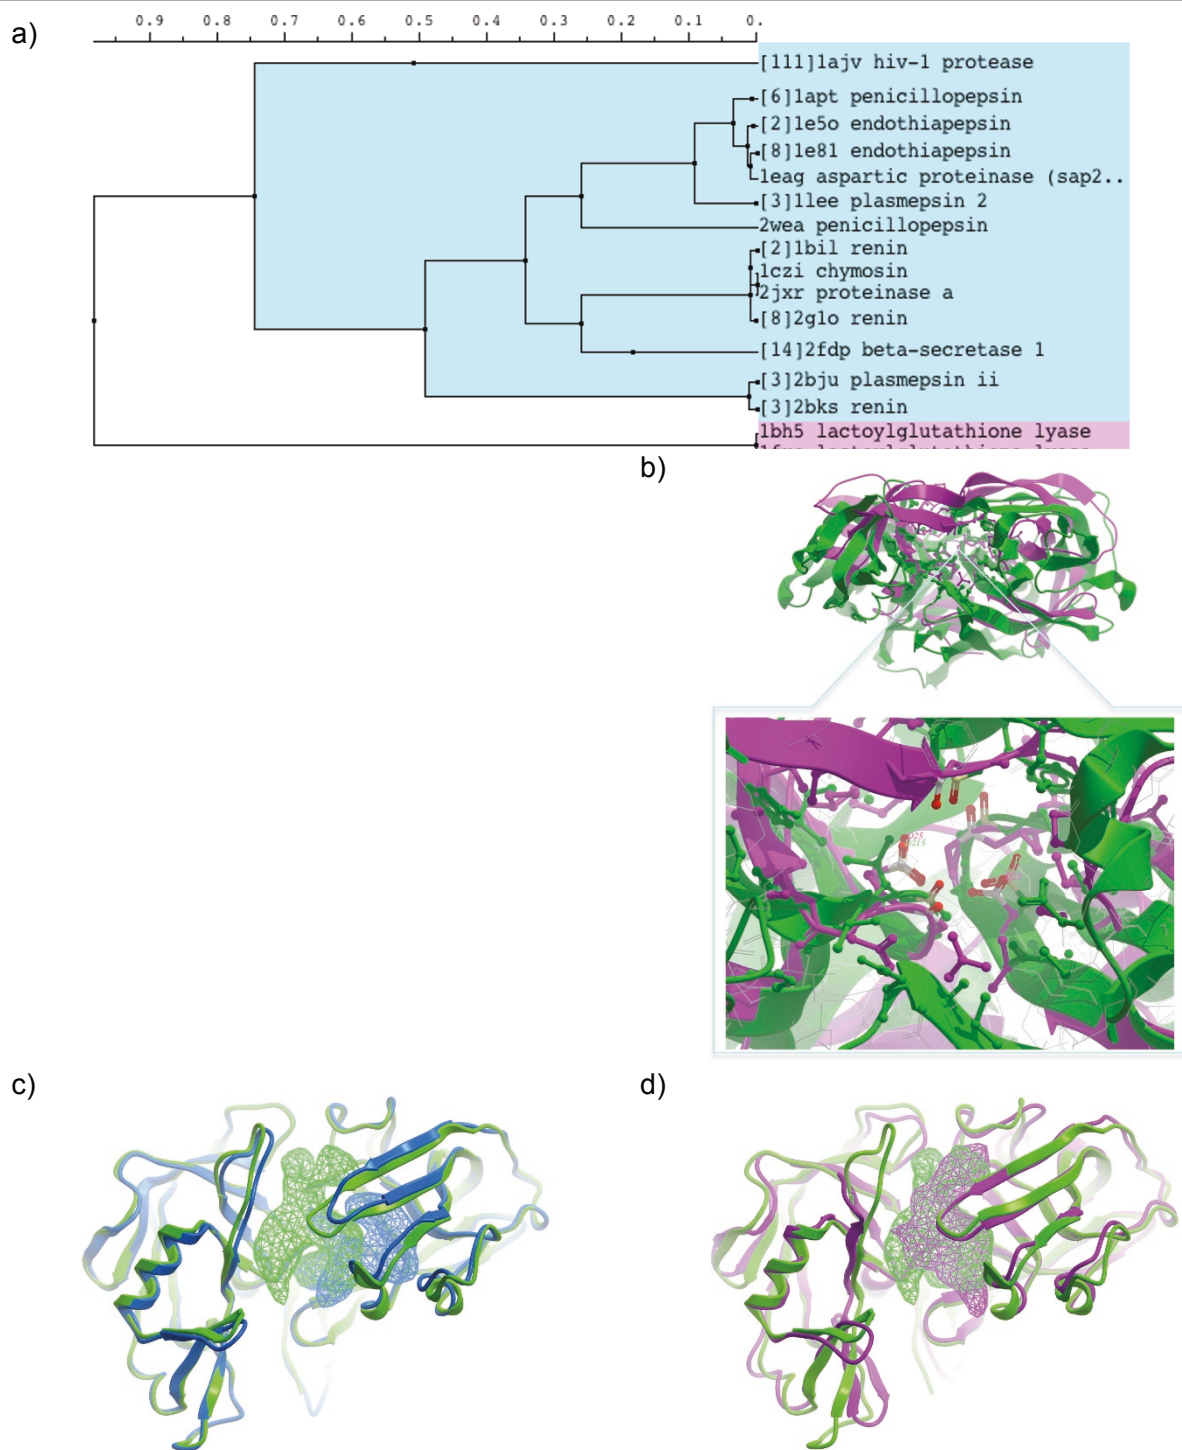 a)
0.9 0.8 0.7 0.6 0.5 0.4 0.3 0.2 0.1 0.
[111]1ajv hiv-1 protease
[6]1apt penicillopepsin
[2]1e5o endothiapepsin
[8]1e81 endothiapepsin
1eag aspartic proteinase (sap2..
[3]1lee plasmepsin 2
2wea penicillopepsin
[2]1bil renin
1czi chymosin
2jxr proteinase a
[8]2g1o renin
[14]2fdp beta-secretase 1
[3]2bju plasmepsin ii
[3]2bks renin
1bh5 lactoylglutathione lyase
b)
c)
d)